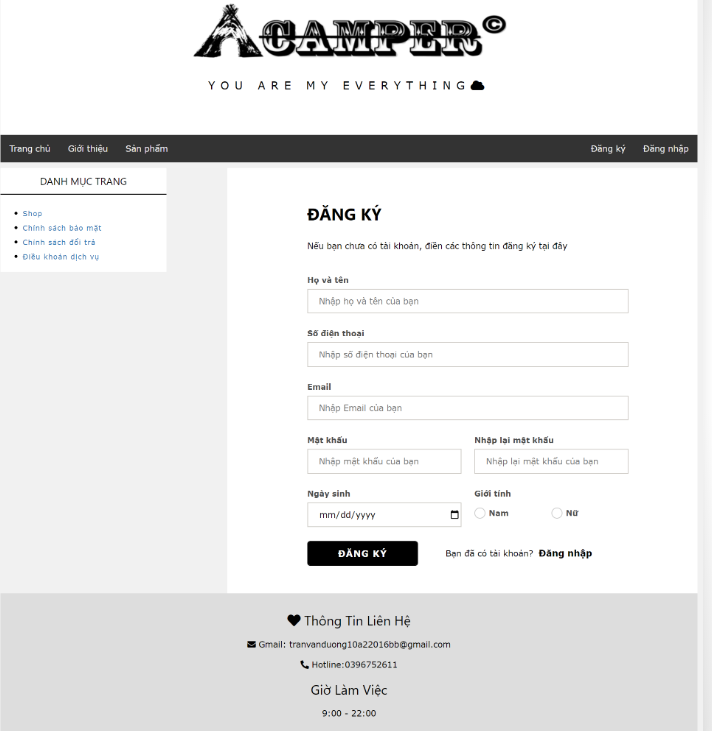 ACAMPER©
YOU ARE MY EVERYTHING
Trang chủ Giới thiệu Sản phẩm Đăng ký Đăng nhập
DANH MỤC TRANG
Shop
Chính sách bảo mật
Chính sách đổi trả
Điều khoản dịch vụ
ĐĂNG KÝ
Nếu bạn chưa có tài khoản, điền các thông tin đăng ký tại đây
Họ và tên
Nhập họ và tên của bạn
Số điện thoại
Nhập số điện thoại của bạn
Email
Nhập Email của bạn
Mật khẩu Nhập lại mật khẩu
Nhập mật khẩu của bạn Nhập lại mật khẩu của bạn
Ngày sinh Giới tính
mm/dd/yyyy Nam Nữ
ĐĂNG KÝ Bạn đã có tài khoản? Đăng nhập
Thông Tin Liên Hệ
Gmail: tranvanduong10a22016bb@gmail.com
Hotline:0396752611
Giờ Làm Việc
9:00 - 22:00